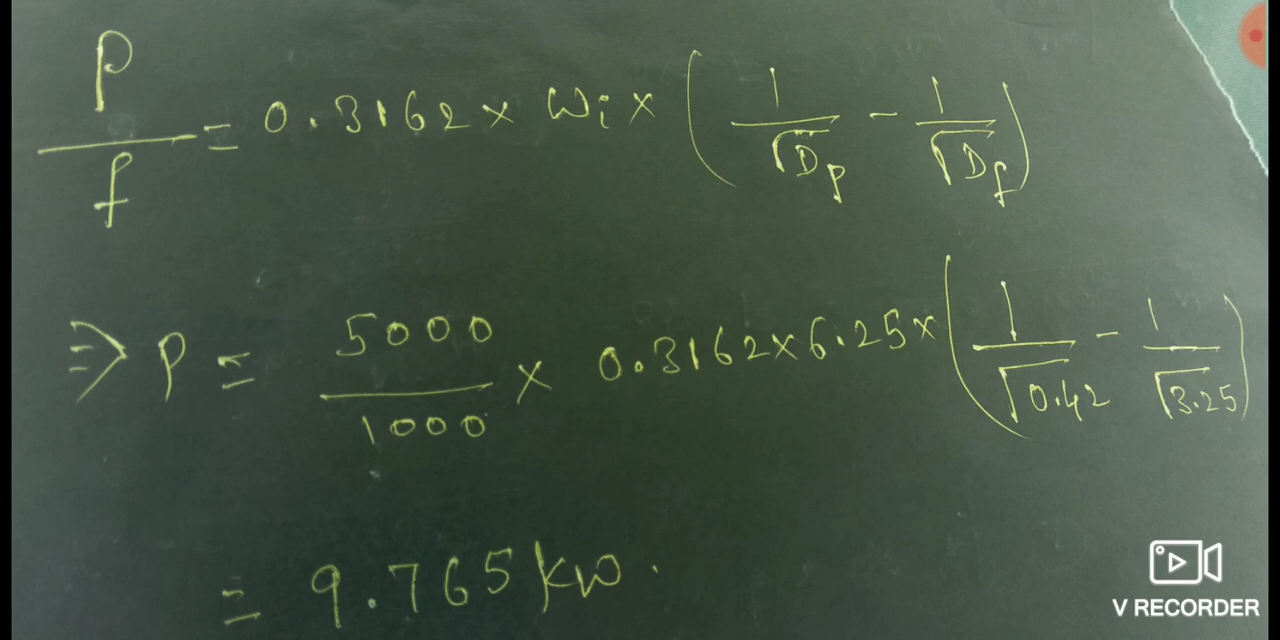 P/f = 0.3162 × Wi × (1/√Dp - 1/√Df)
⇒ P = 5000/1000 × 0.3162×6.25×(1/√0.42 - 1/√3.25)
= 9.765 kw.
V RECORDER